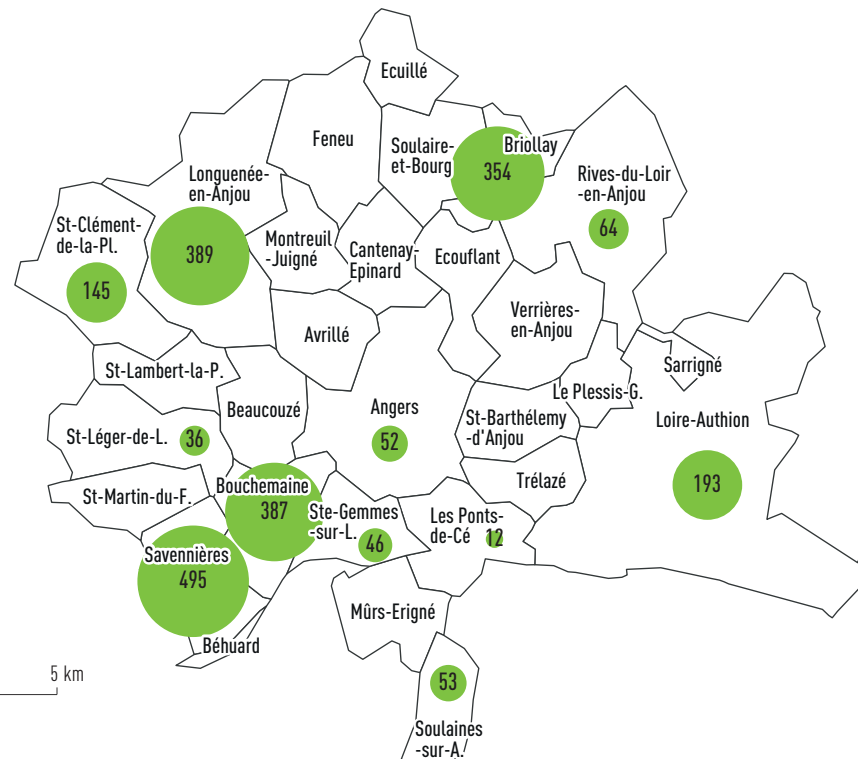 Ecuillé
Feneu
Soulaire-
et-Bourg
Briollay
354
Longuenée-
en-Anjou
389
Rives-du-Loir
-en-Anjou
64
St-Clément-
de-la-Pl.
145
Montreuil
-Juigné
Cantenay-
Epinard
Ecouflant
Verrières-
en-Anjou
Avrillé
Sarrigné
St-Lambert-la-P.
Beaucouzé
Angers
52
Le Plessis-G.
St-Barthélemy
-d'Anjou
Loire-Authion
193
St-Léger-de-L.
36
Trélazé
St-Martin-du-F.
Bouchemaine
387
Ste-Gemmes
-sur-L.
46
Les Ponts-
de-Cé
12
Savennières
495
Mûrs-Erigné
Béhuard
5 km
53
Soulaines
-sur-A.